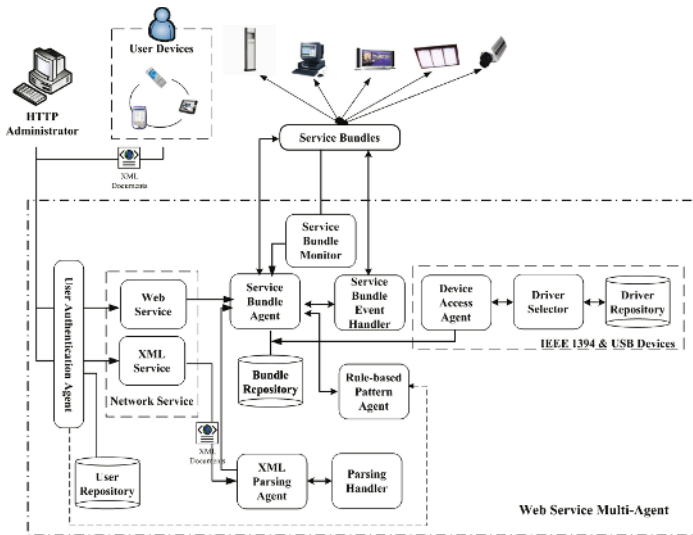 User Devices
HTTP
Administrator
XML
Documents
Service Bundles
Service
Bundle
Monitor
User Authentication Agent
Web
Service
XML
Service
Network Service
Service
Bundle
Agent
Service
Bundle
Event
Handler
Device
Access
Agent
Driver
Selector
Driver
Repository
IEEE 1394 & USB Devices
Bundle
Repository
Rule-based
Pattern
Agent
XML
Documents
User
Repository
XML
Parsing
Agent
Parsing
Handler
Web Service Multi-Agent